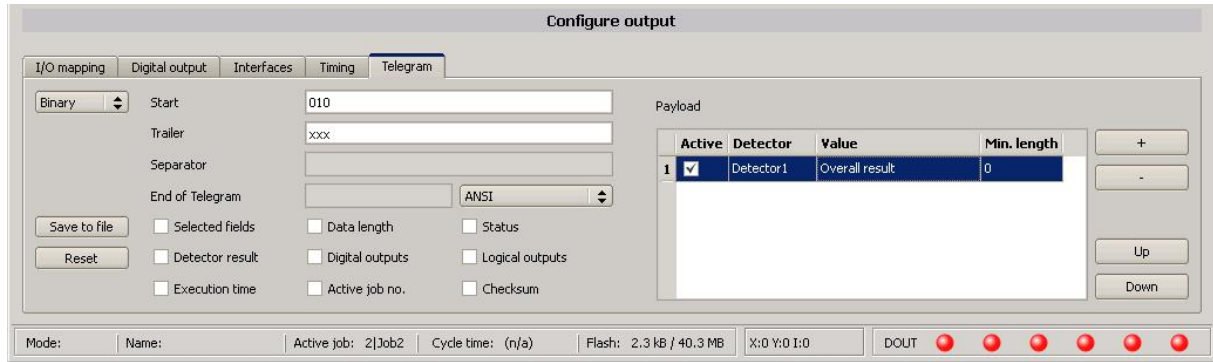 Configure output
I/O mapping Digital output Interfaces Timing Telegram
Binary Start 010 Payload
Trailer xxx
Active Detector Value Min. length +
Separator
1 Detector1 Overall result 0 -
End of Telegram ANSI
Save to file Selected fields Data length Status
Reset Detector result Digital outputs Logical outputs Up
Execution time Active job no. Checksum Down
Mode: Name: Active job: 2|Job2 Cycle time: (n/a) Flash: 2.3 kB / 40.3 MB X:0 Y:0 I:0 DOUT